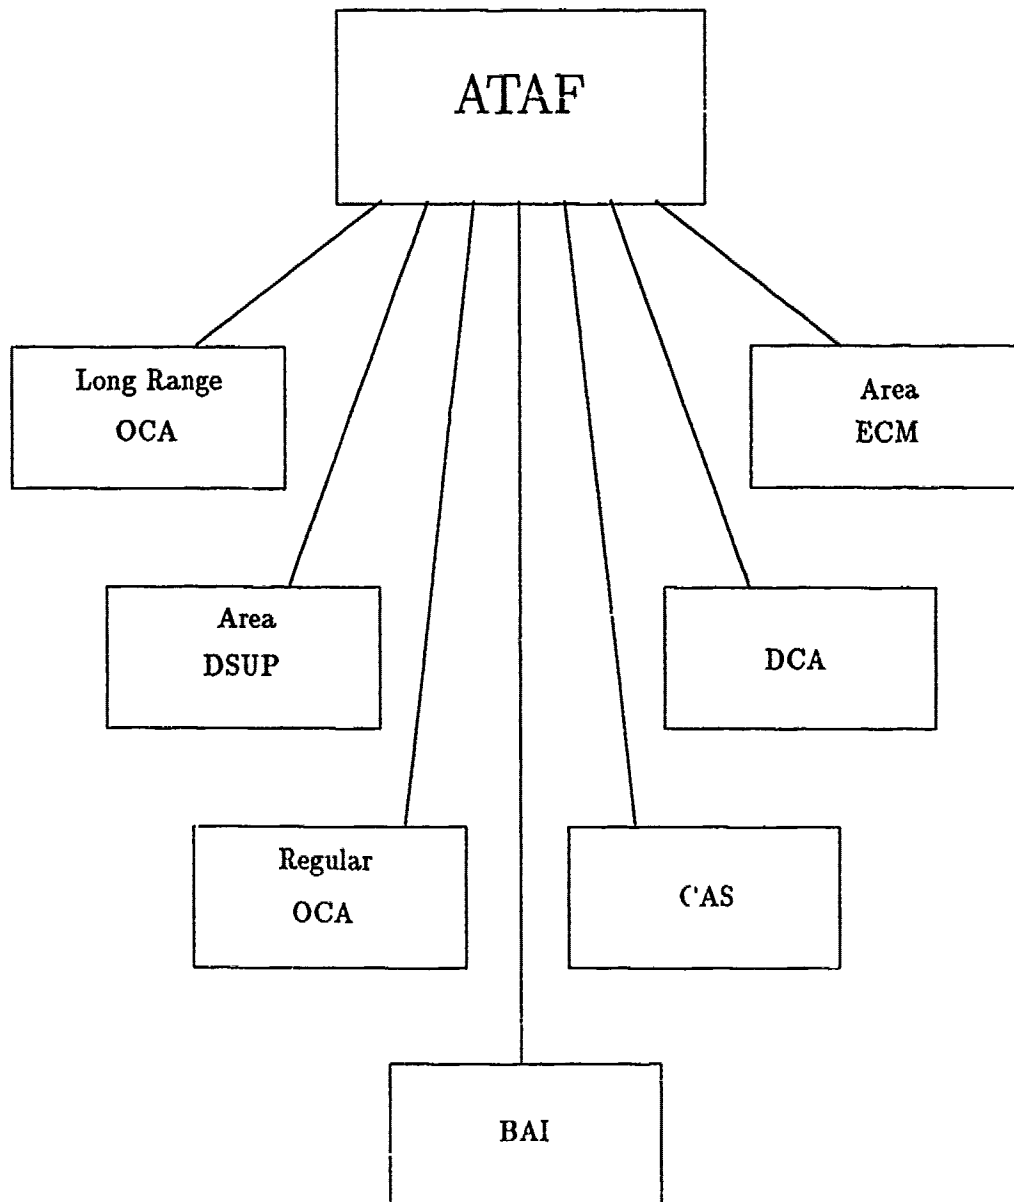 ATAF
Long Range
OCA
Area
ECM
Area
DSUP
DCA
Regular
OCA
CAS
BAI